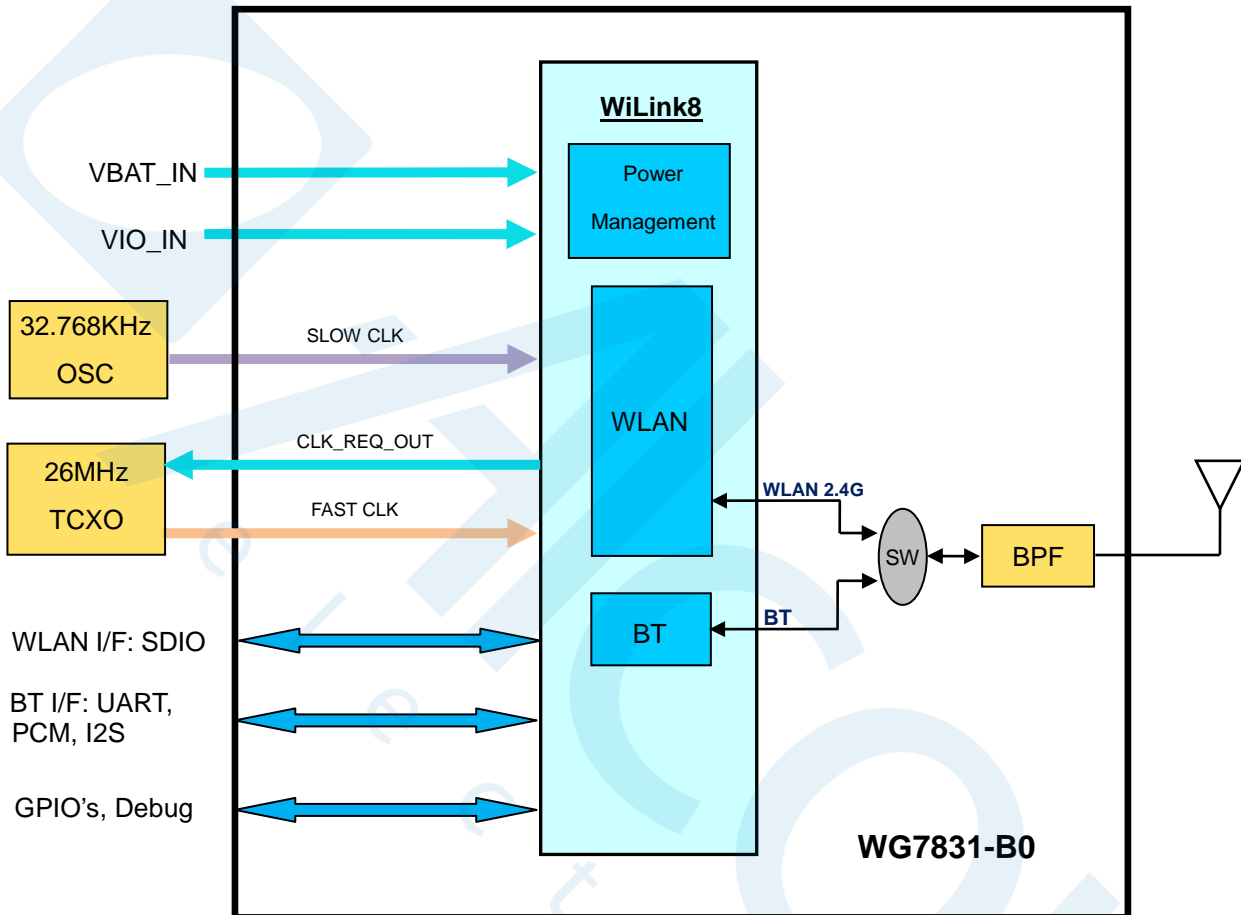 WiLink8
Power
Management
VBAT_IN
VIO_IN
32.768KHz
OSC
SLOW CLK
WLAN
CLK_REQ_OUT
26MHz
TCXO
FAST CLK
WLAN 2.4G
SW
BPF
BT
BT
WLAN I/F: SDIO
BT I/F: UART,
PCM, I2S
GPIO's, Debug
WG7831-B0